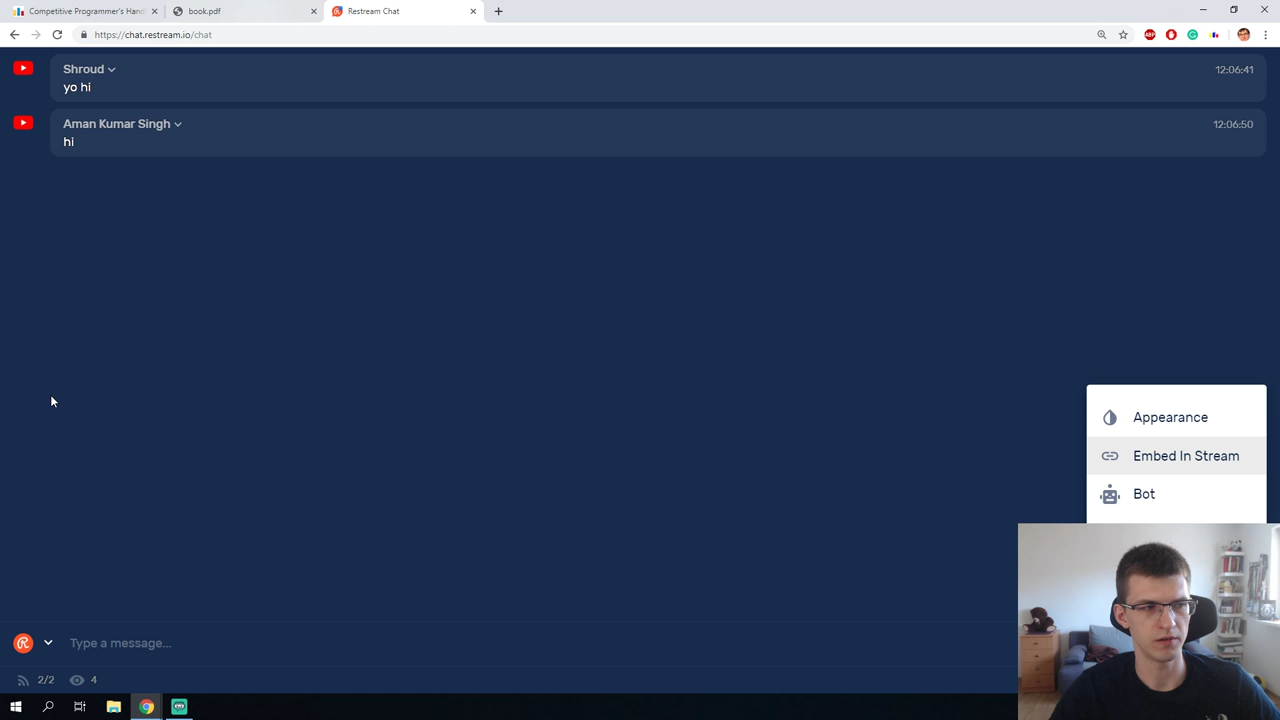 Competitive Programmer's Hand
book.pdf
Restream Chat
https://chat.restream.io/chat
Shroud
12:06:41
yo hi
Aman Kumar Singh
12:06:50
hi
Appearance
Embed In Stream
Bot
Type a message...
2/2
4